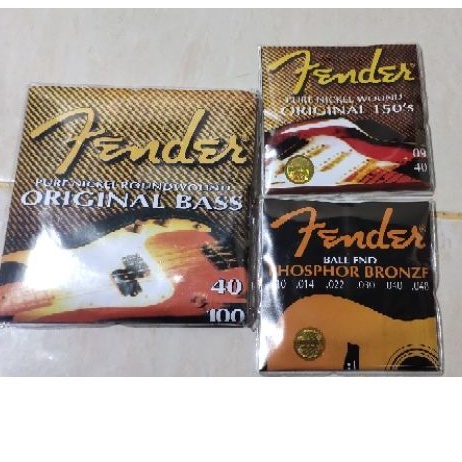 Fender
PURE NICKEL ROUNDWOUND
ORIGINAL BASS
40
100
Fender
PURE NICKEL WOUND
ORIGINAL 150's
09
40
Fender
BALL END
PHOSPHOR BRONZE
10 .014 .022 .030 .040 .048